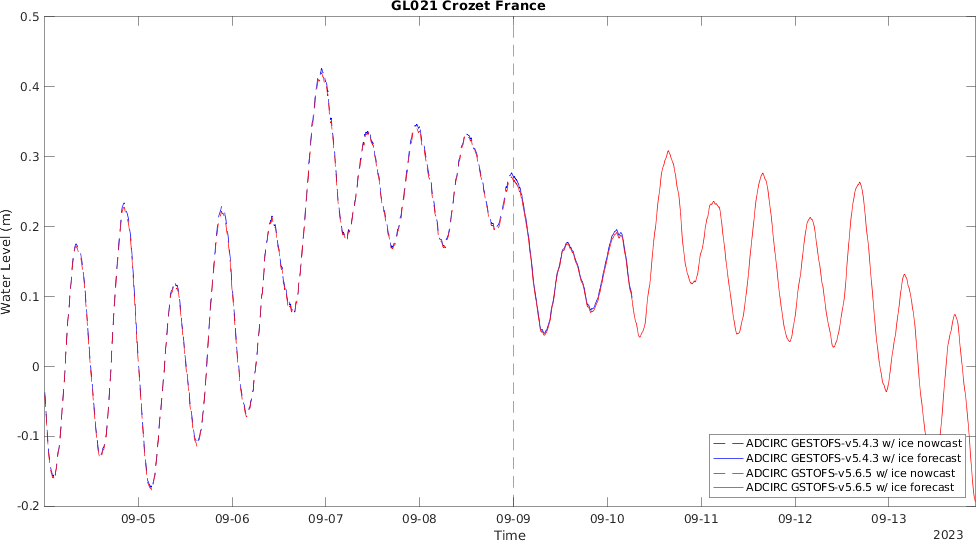 GL021 Crozet France
0.5
0.4
0.3
0.2
0.1
0
-0.1
-0.2
Water Level (m)
ADCIRC GESTOFS-v5.4.3 w/ ice nowcast
ADCIRC GESTOFS-v5.4.3 w/ ice forecast
ADCIRC GSTOFS-v5.6.5 w/ ice nowcast
ADCIRC GSTOFS-v5.6.5 w/ ice forecast
09-05 09-06 09-07 09-08 09-09 09-10 09-11 09-12 09-13
Time
2023